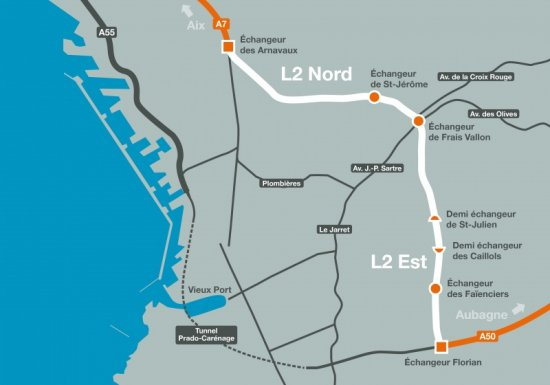 Aix
A7
A55
Échangeur
des Arnavaux
L2 Nord
Échangeur
de St-Jérôme
Av. de la Croix Rouge
Av. des Olives
Échangeur
de Frais Vallon
Av. J.-P. Sartre
Plombières
Le Jarret
Demi échangeur
de St-Julien
Demi échangeur
des Caillols
L2 Est
Échangeur
des Faïenciers
Vieux Port
Aubagne
Tunnel
Prado-Carénage
A50
Échangeur Florian